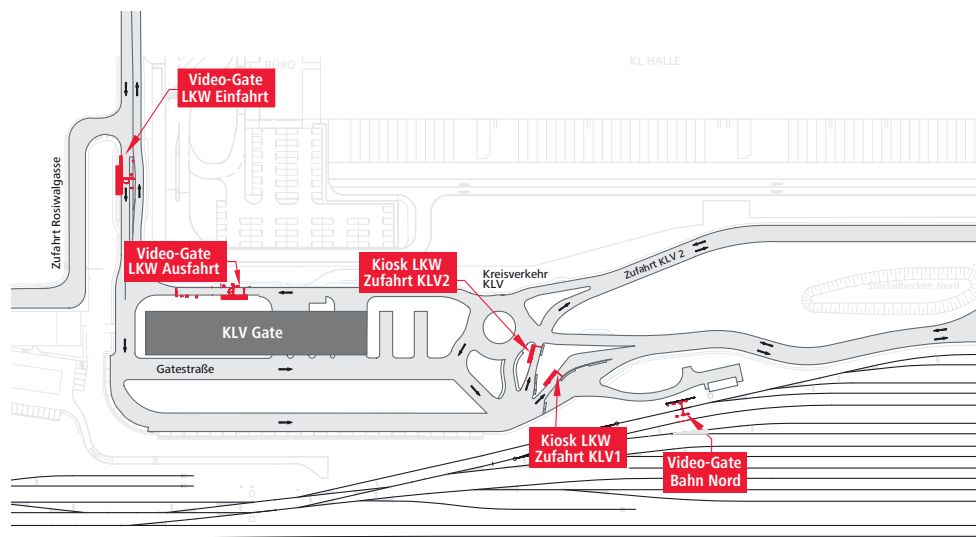 BÜRO
KL HALLE
Video-Gate
LKW Einfahrt
Zufahrt Rosiwalgasse
Video-Gate
LKW Ausfahrt
Kiosk LKW
Zufahrt KLV2
Kreisverkehr
KLV
Zufahrt KLV 2
Störfallbecken Nord
KLV Gate
Gatestraße
Kiosk LKW
Zufahrt KLV1
Video-Gate
Bahn Nord